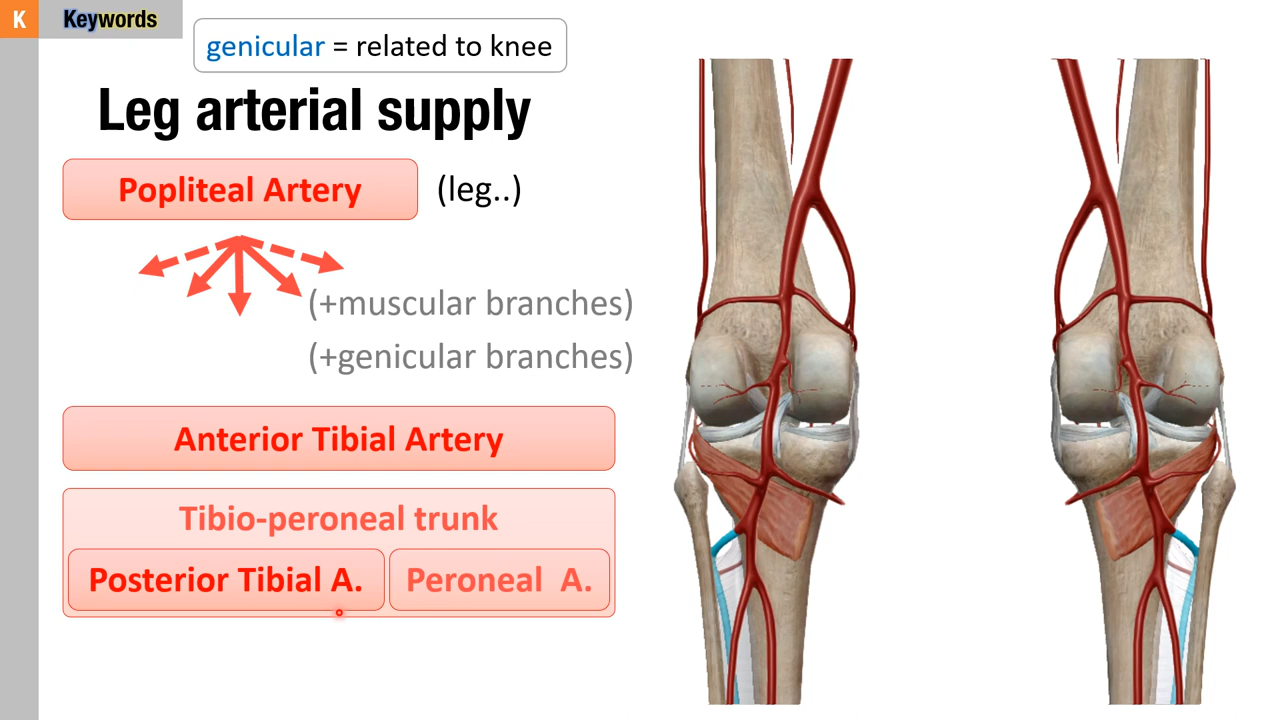 K
Keywords
genicular = related to knee
Leg arterial supply
Popliteal Artery
(leg..)
(+muscular branches)
(+genicular branches)
Anterior Tibial Artery
Tibio-peroneal trunk
Posterior Tibial A.
Peroneal A.